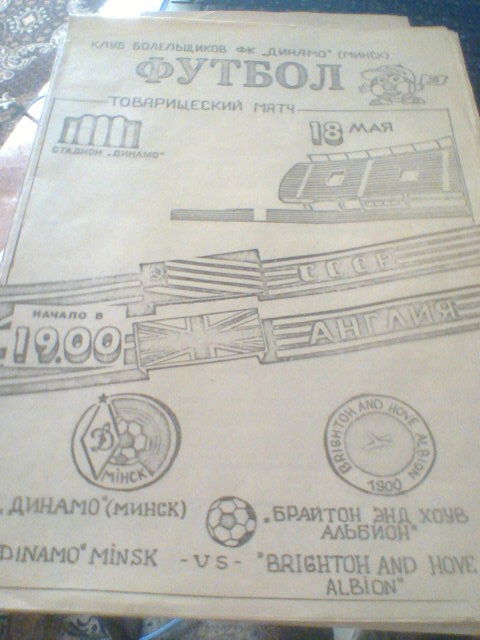 КЛУБ БОЛЕЛЬЩИКОВ ФК „ДИНАМО" (МИНСК)
ФУТБОЛ
ТОВАРИЩЕСКИЙ МАТЧ
СТАДИОН „ДИНАМО"
18 МАЯ
СССР
НАЧАЛО В
19.00
АНГЛИЯ
Д
МІНСК
BRIGHTON AND HOVE ALBION
1900
„ДИНАМО" (МИНСК)
„БРАЙТОН ЭНД ХОУВ
АЛЬБИОН"
DINAMO" MINSK - VS - "BRIGHTON AND HOVE
ALBION"